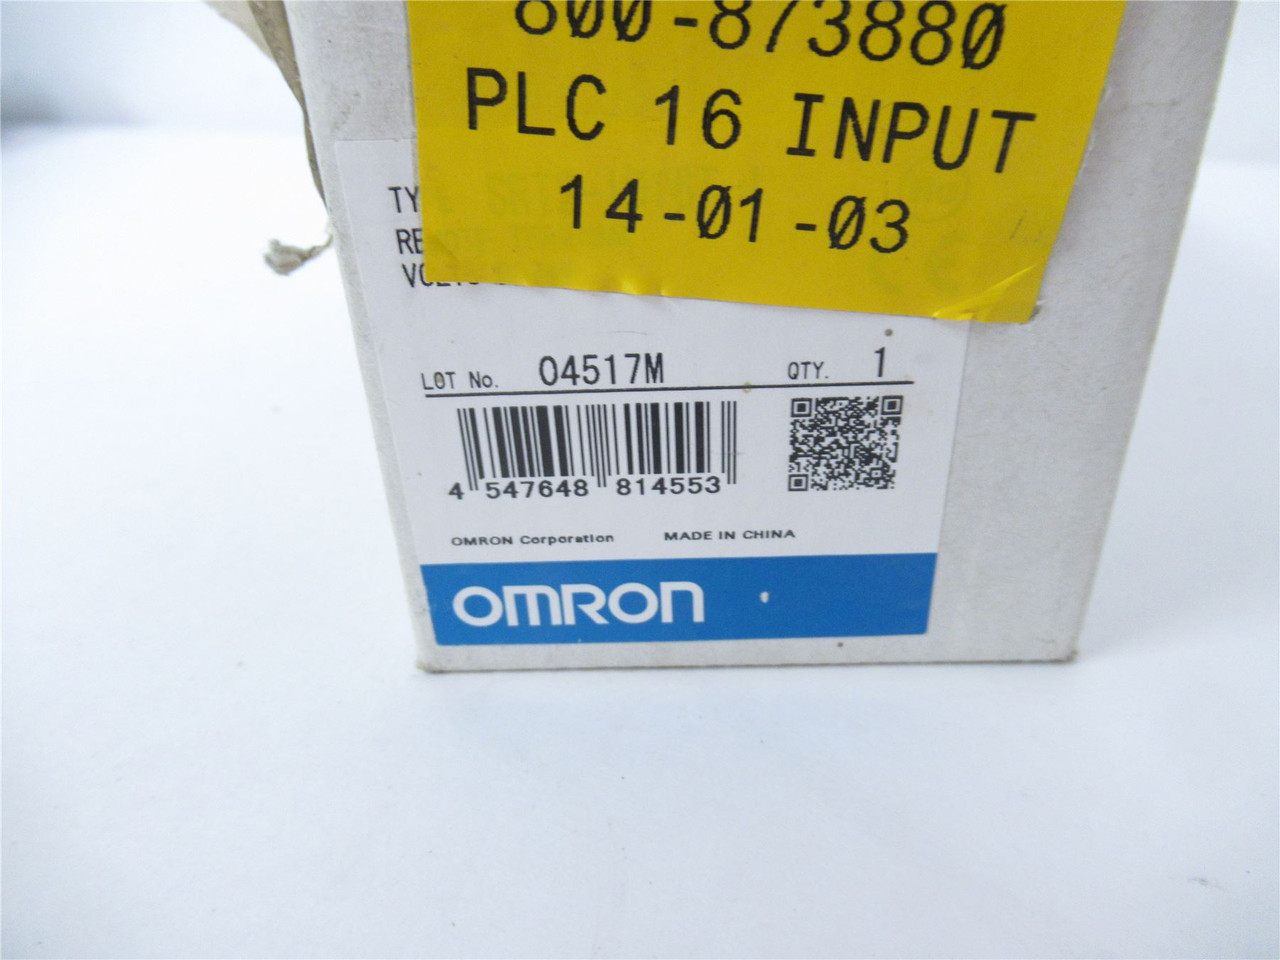 800-873880
PLC 16 INPUT
14-01-03
LOT No. 04517M QTY. 1
4 547648 814553
OMRON Corporation MADE IN CHINA
OMRON